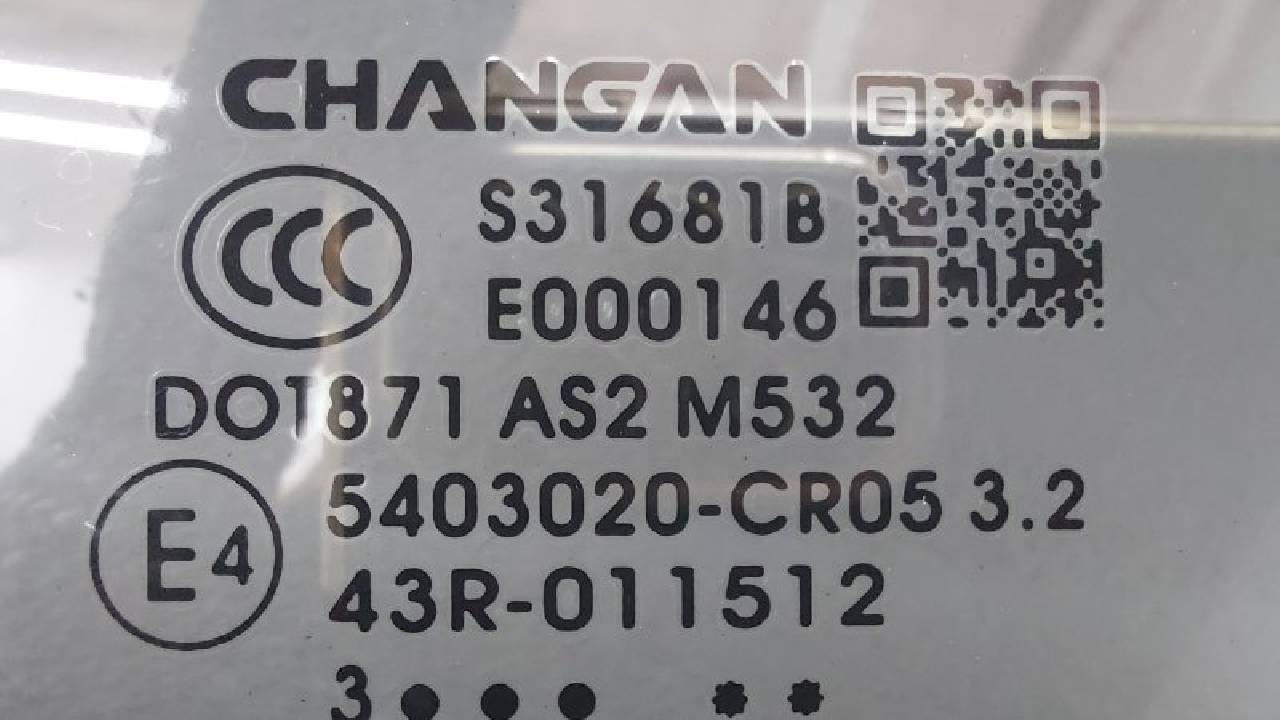 CHANGAN
CCC
S31681B
E000146
DOT871 AS2 M532
E4
5403020-CR05 3.2
43R-011512
3